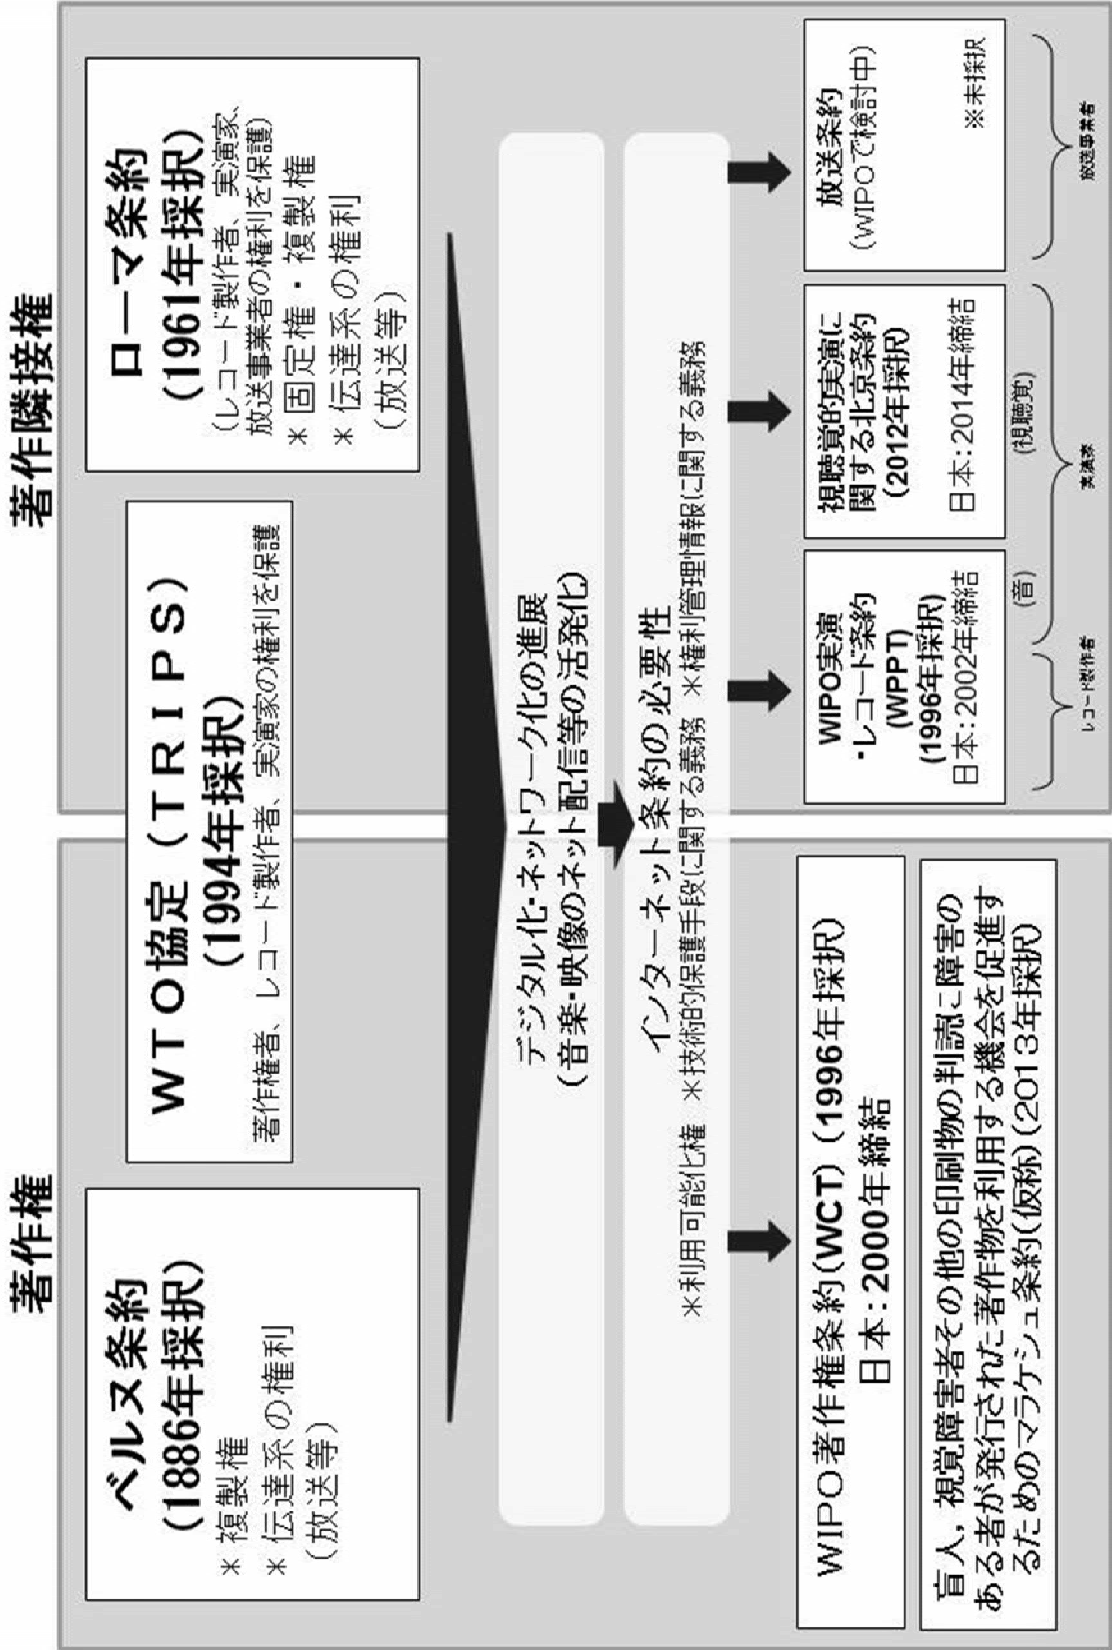 著作権
著作隣接権
ベルヌ条約
(1886年採択)
＊複製権
＊伝達系の権利
(放送等)
WTO協定(TRIPS)
(1994年採択)
著作権者、レコード製作者、実演家の権利を保護
ローマ条約
(1961年採択)
(レコード製作者、実演家、
放送事業者の権利を保護)
＊固定権・複製権
＊伝達系の権利
(放送等)
デジタル化・ネットワーク化の進展
(音楽・映像のネット配信等の活発化)
インターネット条約の必要性
＊利用可能化権 ＊技術的保護手段に関する義務 ＊権利管理情報に関する義務
WIPO著作権条約(WCT)(1996年採択)
日本：2000年締結
盲人，視覚障害者その他の印刷物の判読に障害の
ある者が発行された著作物を利用する機会を促進す
るためのマラケシュ条約(仮称)(2013年採択)
WIPO実演
・レコード条約
(WPPT)
(1996年採択)
日本：2002年締結
視聴覚的実演に
関する北京条約
(2012年採択)
日本：2014年締結
放送条約
(WIPOで検討中)
※未採択
(音)
(視聴覚)
レコード製作者
実演家
放送事業者